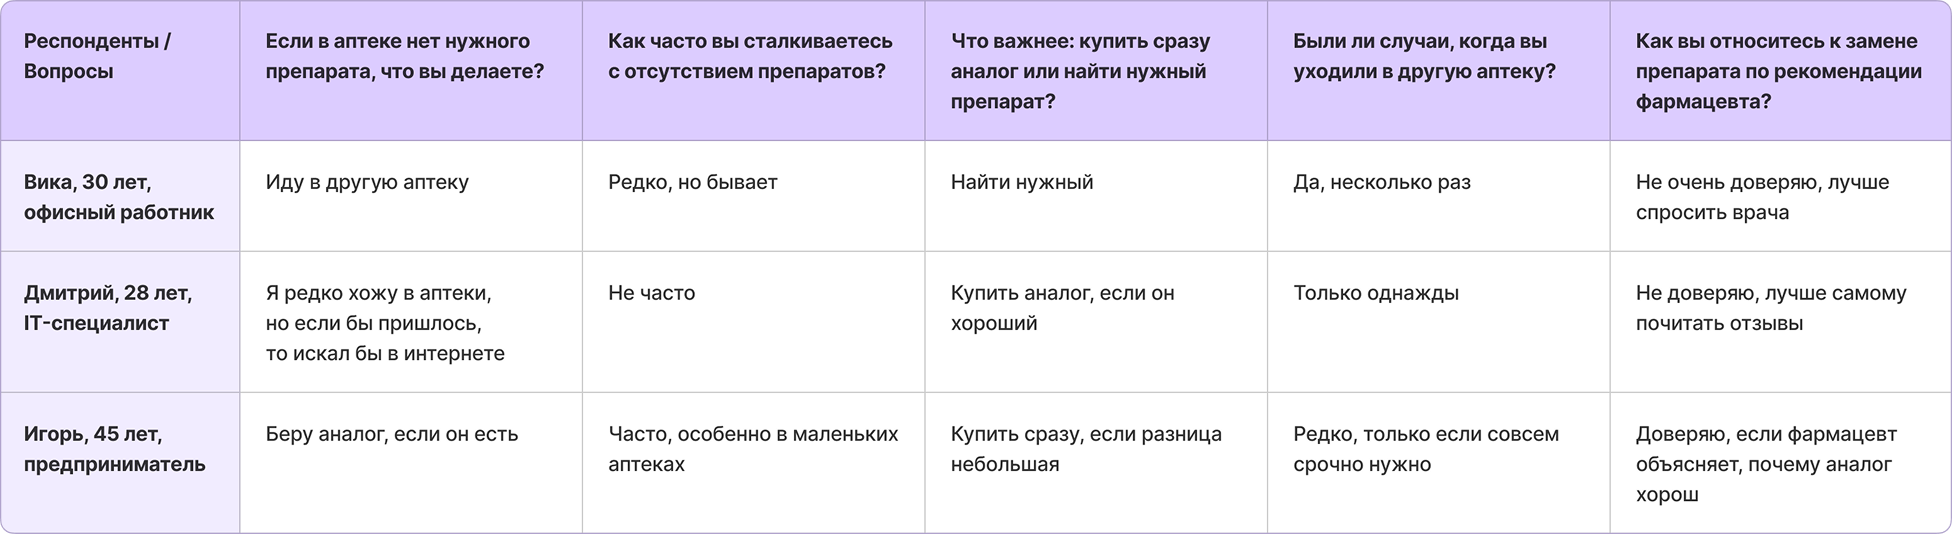 Респонденты /
Вопросы
Если в аптеке нет нужного
препарата, что вы делаете?
Как часто вы сталкиваетесь
с отсутствием препаратов?
Что важнее: купить сразу
аналог или найти нужный
препарат?
Были ли случаи, когда вы
уходили в другую аптеку?
Как вы относитесь к замене
препарата по рекомендации
фармацевта?
Вика, 30 лет,
офисный работник
Иду в другую аптеку
Редко, но бывает
Найти нужный
Да, несколько раз
Не очень доверяю, лучше
спросить врача
Дмитрий, 28 лет,
IT-специалист
Я редко хожу в аптеки,
но если бы пришлось,
то искал бы в интернете
Не часто
Купить аналог, если он
хороший
Только однажды
Не доверяю, лучше самому
почитать отзывы
Игорь, 45 лет,
предприниматель
Беру аналог, если он есть
Часто, особенно в маленьких
аптеках
Купить сразу, если разница
небольшая
Редко, только если совсем
срочно нужно
Доверяю, если фармацевт
объясняет, почему аналог
хорош